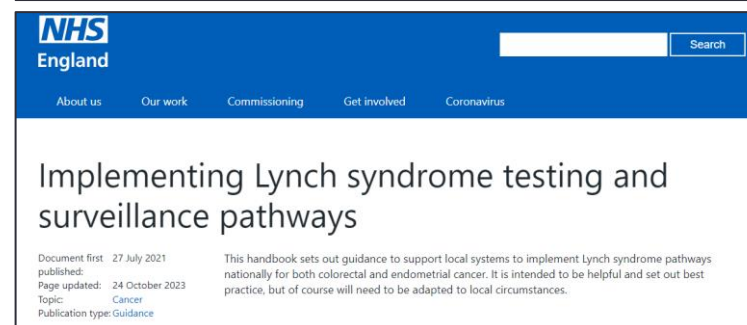 NHS
England
Search
About us Our work Commissioning Get involved Coronavirus
Implementing Lynch syndrome testing and
surveillance pathways
Document first 27 July 2021
published:
Page updated: 24 October 2023
Topic: Cancer
Publication type: Guidance
This handbook sets out guidance to support local systems to implement Lynch syndrome pathways
nationally for both colorectal and endometrial cancer. It is intended to be helpful and set out best
practice, but of course will need to be adapted to local circumstances.